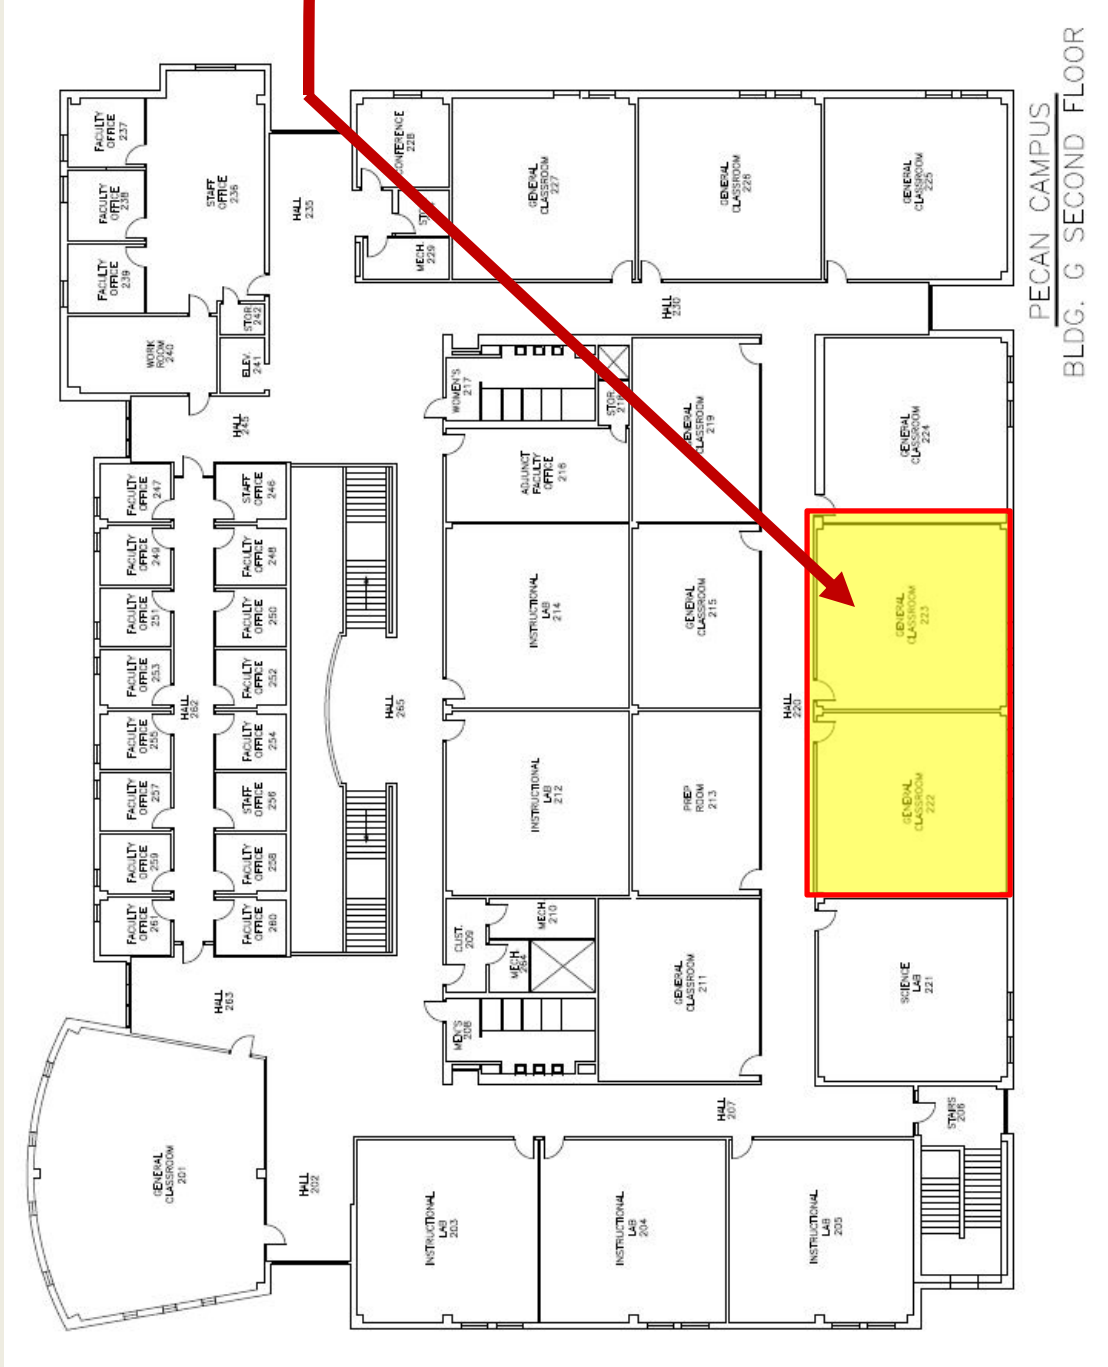 PECAN CAMPUS
BLDG. G SECOND FLOOR
FACULTY
OFFICE
237
FACULTY
OFFICE
238
FACULTY
OFFICE
239
STAFF
OFFICE
236
HALL
235
CONFERENCE
228
MECH.
229
GENERAL
CLASSROOM
227
GENERAL
CLASSROOM
226
GENERAL
CLASSROOM
225
HALL
230
WORK
ROOM
240
STOR.
242
ELEV.
241
HALL
245
WOMEN'S
217
STOR.
218
GENERAL
CLASSROOM
219
GENERAL
CLASSROOM
224
ADJUNCT
FACULTY
OFFICE
216
FACULTY
OFFICE
247
STAFF
OFFICE
246
FACULTY
OFFICE
249
FACULTY
OFFICE
248
FACULTY
OFFICE
251
FACULTY
OFFICE
250
FACULTY
OFFICE
253
FACULTY
OFFICE
252
FACULTY
OFFICE
255
FACULTY
OFFICE
254
FACULTY
OFFICE
257
STAFF
OFFICE
256
FACULTY
OFFICE
259
FACULTY
OFFICE
258
FACULTY
OFFICE
261
FACULTY
OFFICE
260
HALL
262
HALL
265
INSTRUCTIONAL
LAB
214
GENERAL
CLASSROOM
215
GENERAL
CLASSROOM
223
HALL
220
INSTRUCTIONAL
LAB
212
PREP
ROOM
213
GENERAL
CLASSROOM
222
CUST.
209
MECH.
210
MECH.
264
GENERAL
CLASSROOM
211
SCIENCE
LAB
221
HALL
263
MEN'S
208
HALL
207
STAIRS
206
GENERAL
CLASSROOM
201
HALL
202
INSTRUCTIONAL
LAB
203
INSTRUCTIONAL
LAB
204
INSTRUCTIONAL
LAB
205